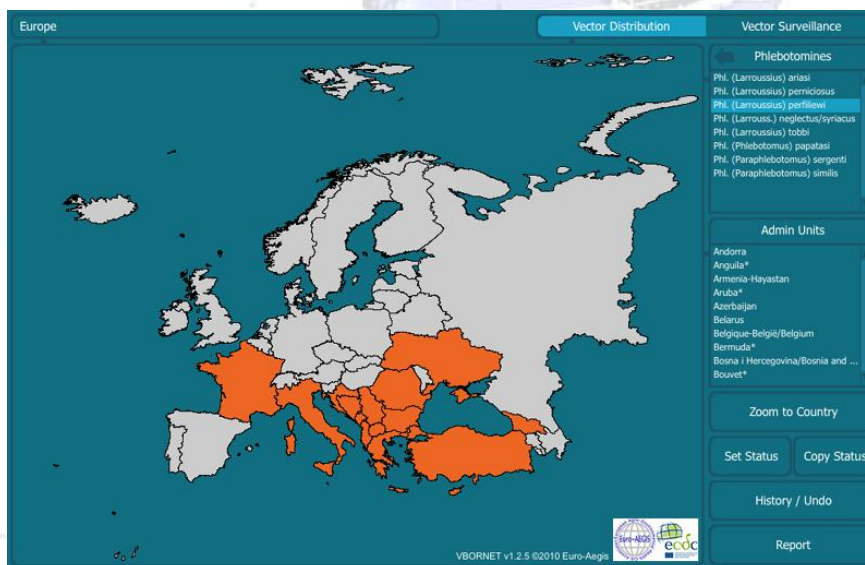 Europe
Vector Distribution
Vector Surveillance
Phlebotomines
Phl. (Larroussius) ariasi
Phl. (Larroussius) perniciosus
Phl. (Larroussius) perfiliewi
Phl. (Larrouss.) neglectus/syriacus
Phl. (Larroussius) tobbi
Phl. (Phlebotomus) papatasi
Phl. (Paraphlebotomus) sergenti
Phl. (Paraphlebotomus) similis
Admin Units
Andorra
Anguila*
Armenia-Hayastan
Aruba*
Azerbaijan
Belarus
Belgique-België/Belgium
Bermuda*
Bosna i Hercegovina/Bosnia and ...
Bouvet*
Zoom to Country
Set Status
Copy Status
History / Undo
Report
VBORNET v1.2.5 ©2010 Euro-Aegis
Euro-AEGIS
ecdc